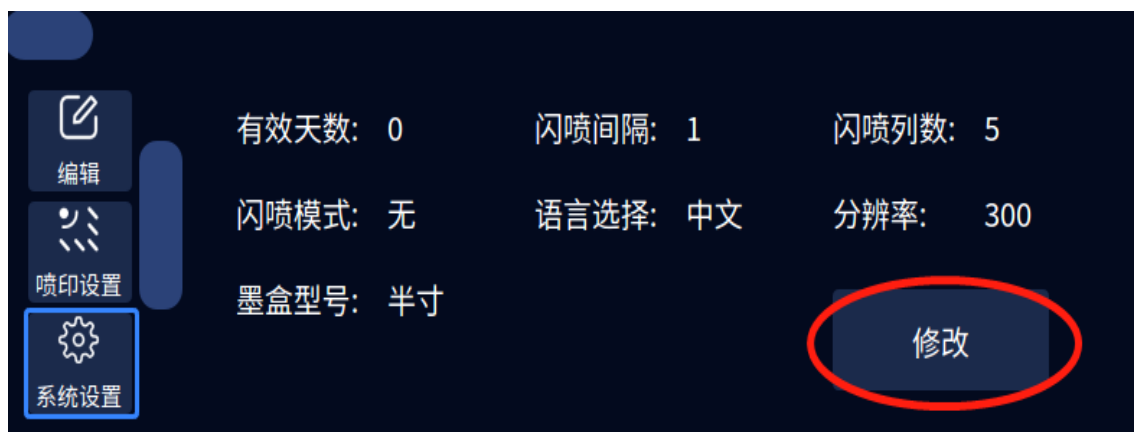 编辑
喷印设置
系统设置
有效天数: 0 闪喷间隔: 1 闪喷列数: 5
闪喷模式: 无 语言选择: 中文 分辨率: 300
墨盒型号: 半寸
修改